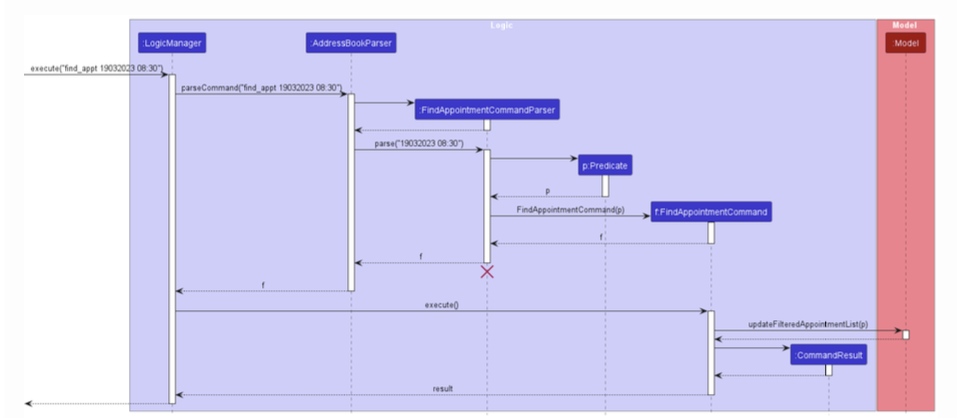 Logic
Model
:LogicManager
:AddressBookParser
:Model
execute("find_appt 19032023 08:30")
parseCommand("find_appt 19032023 08:30")
:FindAppointmentCommandParser
parse("19032023 08:30")
p:Predicate
p
FindAppointmentCommand(p)
f:FindAppointmentCommand
f
f
f
execute()
updateFilteredAppointmentList(p)
:CommandResult
result